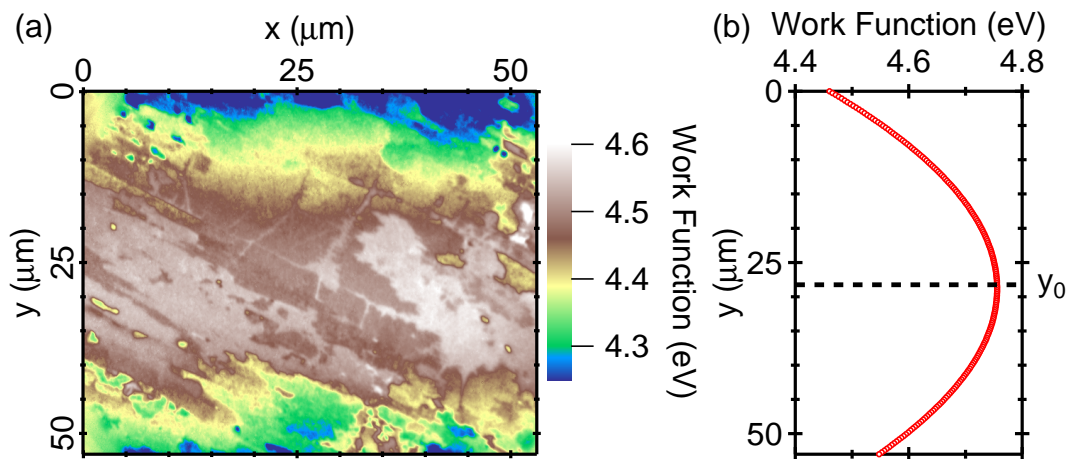 (a)
x (μm)
0 25 50
0
25
50
y (μm)
4.6
4.5
4.4
4.3
Work Function (eV)
(b)
Work Function (eV)
4.4 4.6 4.8
0
25
50
y (μm)
y₀